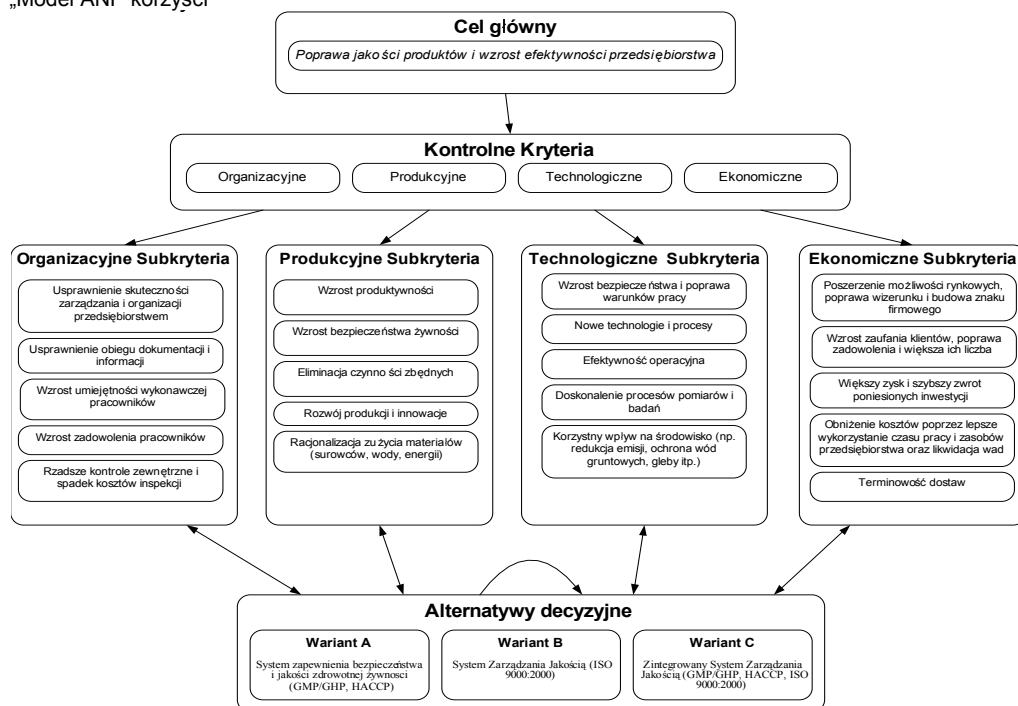 „Model ANP" korzyści
Cel główny
Poprawa jakości produktów i wzrost efektywności przedsiębiorstwa
Kontrolne Kryteria
Organizacyjne
Produkcyjne
Technologiczne
Ekonomiczne
Organizacyjne Subkryteria
Usprawnienie skuteczności
zarządzania i organizacji
przedsiębiorstwem
Usprawnienie obiegu dokumentacji i
informacji
Wzrost umiejętności wykonawczej
pracowników
Wzrost zadowolenia pracowników
Rzadsze kontrole zewnętrzne i
spadek kosztów inspekcji
Produkcyjne Subkryteria
Wzrost produktywności
Wzrost bezpieczeństwa żywności
Eliminacja czynności zbędnych
Rozwój produkcji i innowacje
Racjonalizacja zużycia materiałów
(surowców, wody, energii)
Technologiczne Subkryteria
Wzrost bezpieczeństwa i poprawa
warunków pracy
Nowe technologie i procesy
Efektywność operacyjna
Doskonalenie procesów pomiarów i
badań
Korzystny wpływ na środowisko (np.
redukcja emisji, ochrona wód
gruntowych, gleby itp.)
Ekonomiczne Subkryteria
Poszerzenie możliwości rynkowych,
poprawa wizerunku i budowa znaku
firmowego
Wzrost zaufania klientów, poprawa
zadowolenia i większa ich liczba
Większy zysk i szybszy zwrot
poniesionych inwestycji
Obniżenie kosztów poprzez lepsze
wykorzystanie czasu pracy i zasobów
przedsiębiorstwa oraz likwidacja wad
Terminowość dostaw
Alternatywy decyzyjne
Wariant A
System zapewnienia bezpieczeństwa
i jakości zdrowotnej żywnosci
(GMP/GHP, HACCP)
Wariant B
System Zarządzania Jakością (ISO
9000:2000)
Wariant C
Zintegrowany System Zarządzania
Jakością (GMP/GHP, HACCP, ISO
9000:2000)